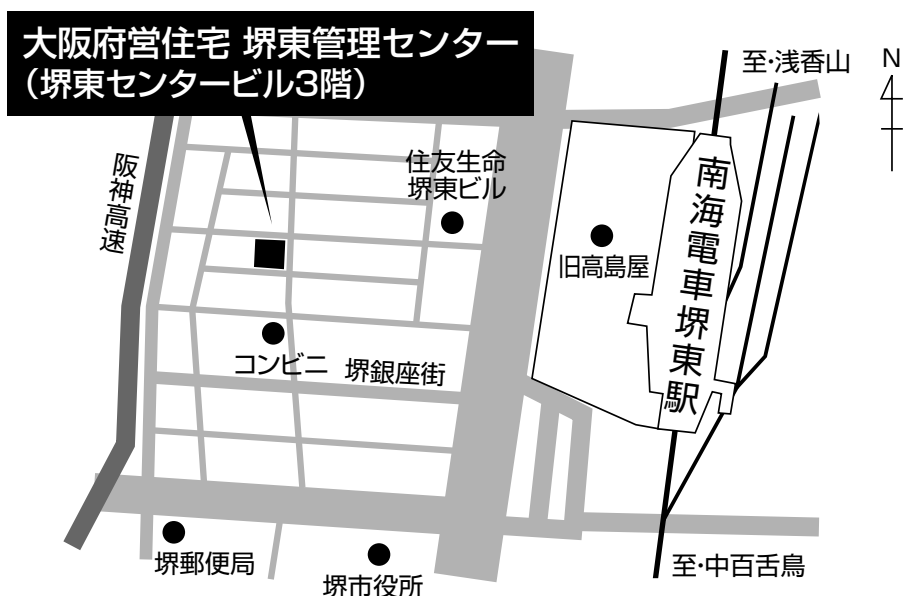 大阪府営住宅 堺東管理センター
（堺東センタービル3階）
至・浅香山
N
阪神高速
住友生命
堺東ビル
旧高島屋
南海電車堺東駅
コンビニ
堺銀座街
堺郵便局
堺市役所
至・中百舌鳥